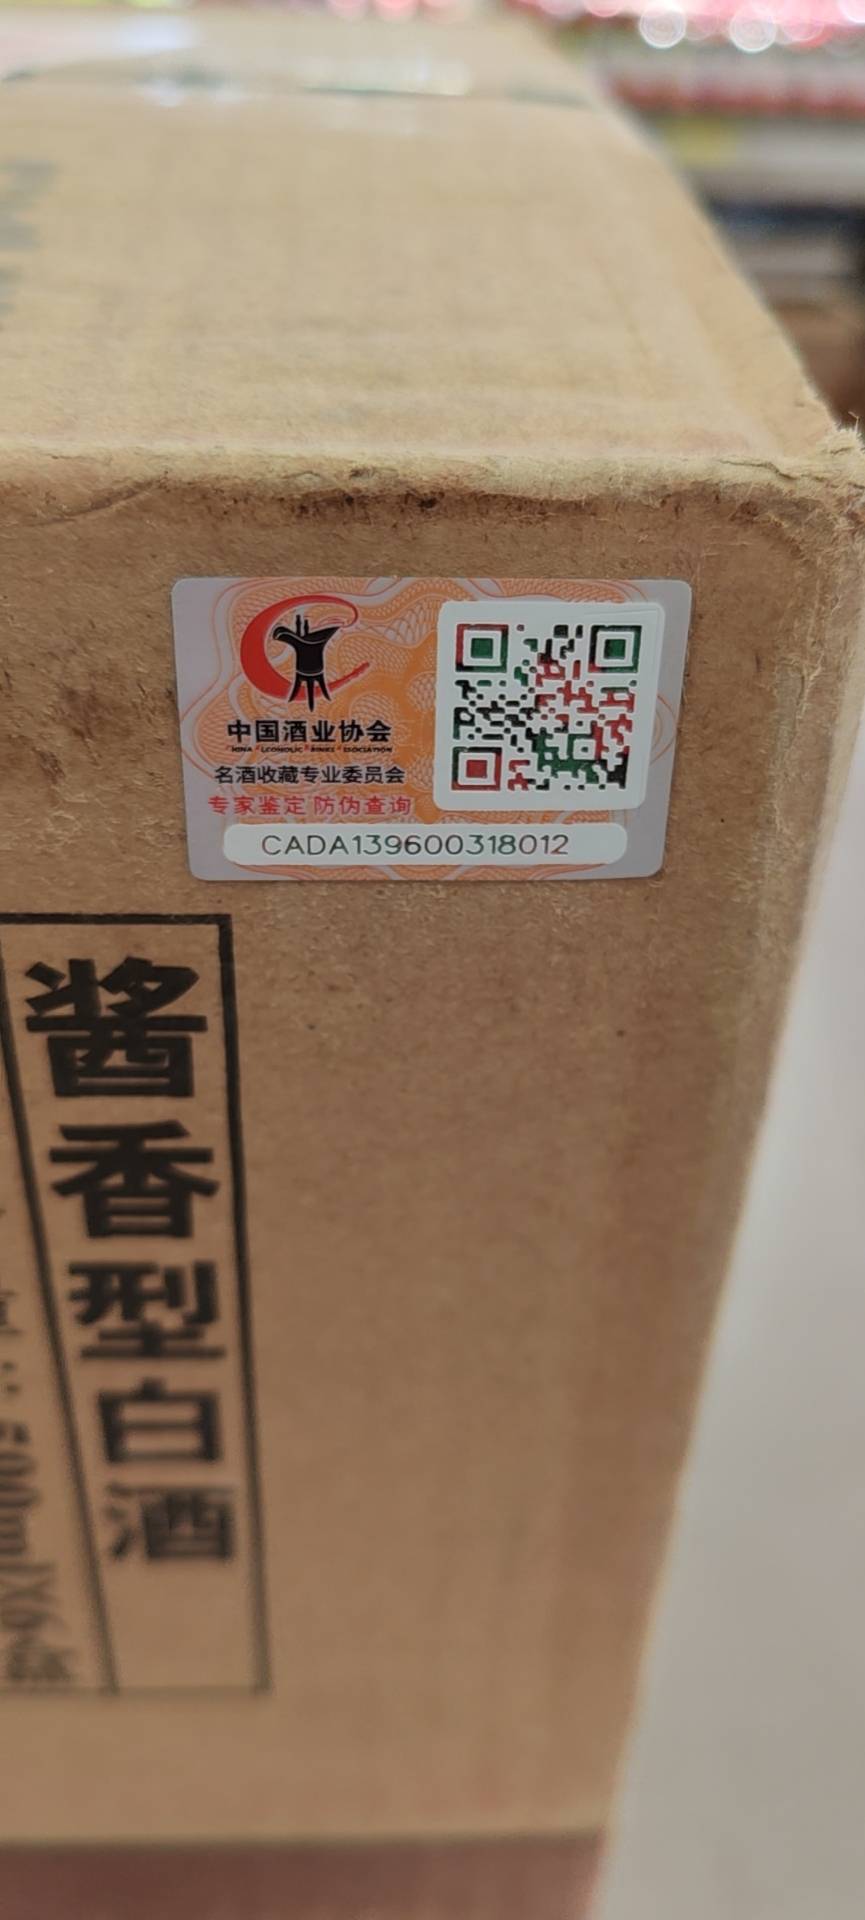 中国酒业协会
名酒收藏专业委员会
专家鉴定 防伪查询
CADA139600318012
酱香型白酒